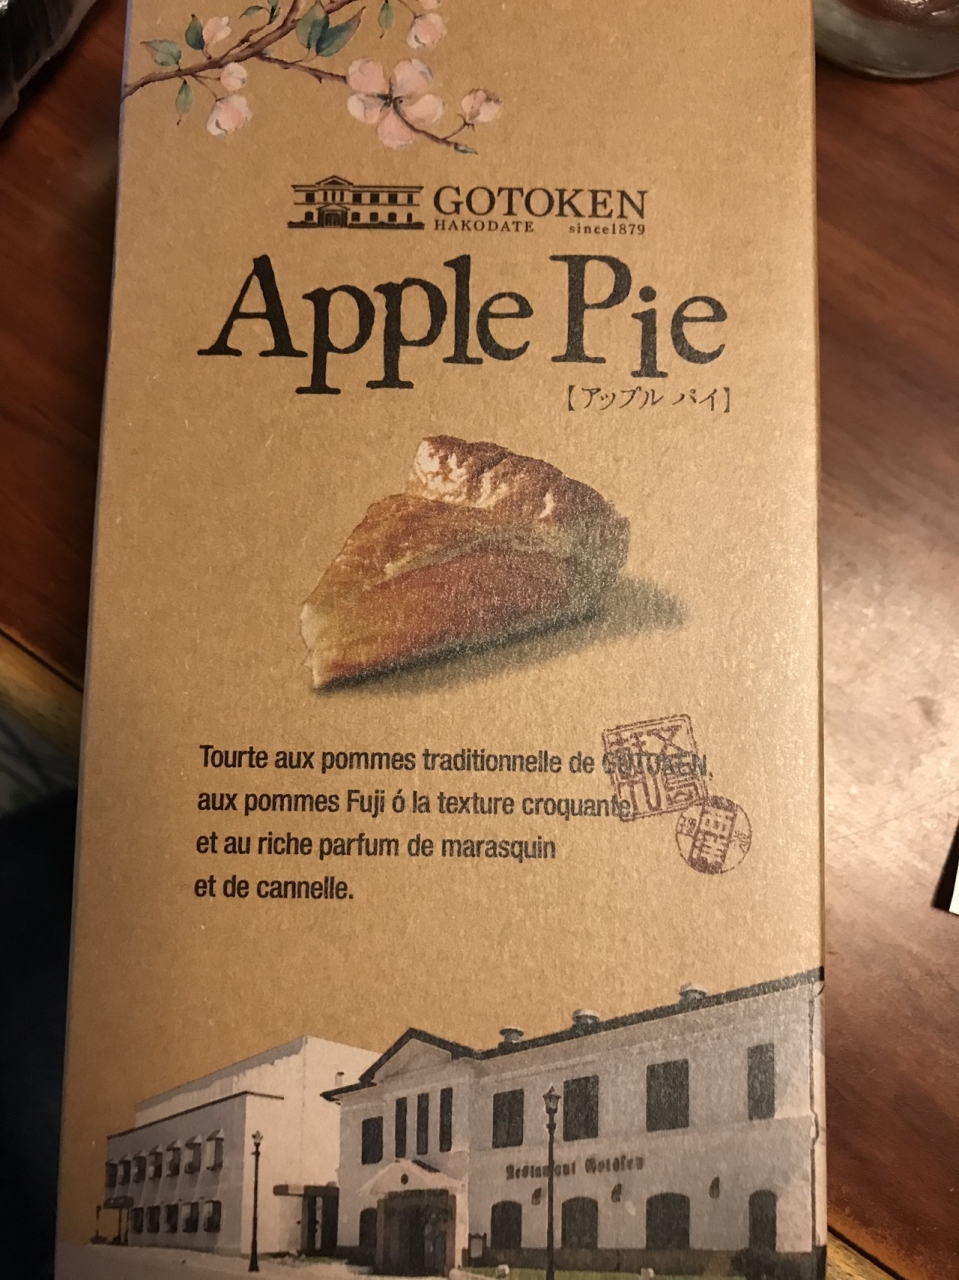 GOTOKEN
HAKODATE since1879
Apple Pie
【アップル パイ】
Tourte aux pommes traditionnelle de GOTOKEN,
aux pommes Fuji ó la texture croquante
et au riche parfum de marasquin
et de cannelle.
Restaurant Gotoken